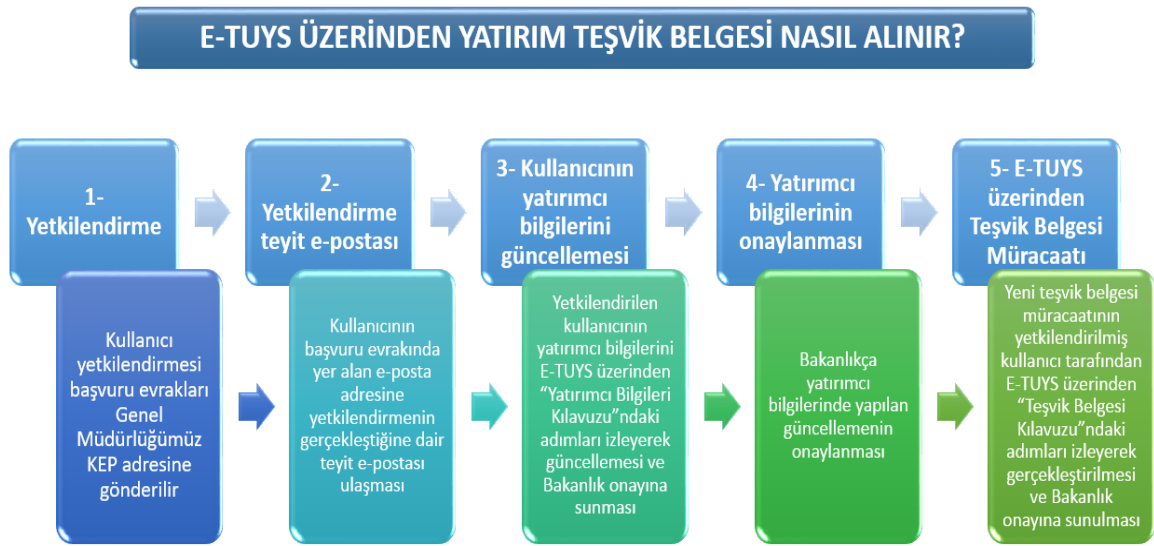 E-TUYS ÜZERİNDEN YATIRIM TEŞVİK BELGESİ NASIL ALINIR?
1-
Yetkilendirme
2-
Yetkilendirme
teyit e-postası
3- Kullanıcının
yatırımcı
bilgilerini
güncellemesi
4- Yatırımcı
bilgilerinin
onaylanması
5- E-TUYS
üzerinden
Teşvik Belgesi
Müracaatı
Kullanıcı
yetkilendirmesi
başvuru evrakları
Genel
Müdürlüğümüz
KEP adresine
gönderilir
Kullanıcının
başvuru evrakında
yer alan e-posta
adresine
yetkilendirmenin
gerçekleştiğine dair
teyit e-postası
ulaşması
Yetkilendirilen
kullanıcının
yatırımcı bilgilerini
E-TUYS üzerinden
“Yatırımcı Bilgileri
Kılavuzu”ndaki
adımları izleyerek
güncellemesi ve
Bakanlık onayına
sunması
Bakanlıkça
yatırımcı
bilgilerinde yapılan
güncellemenin
onaylanması
Yeni teşvik belgesi
müracaatının
yetkilendirilmiş
kullanıcı tarafından
E-TUYS üzerinden
“Teşvik Belgesi
Kılavuzu”ndaki
adımları izleyerek
gerçekleştirilmesi
ve Bakanlık
onayına sunulması